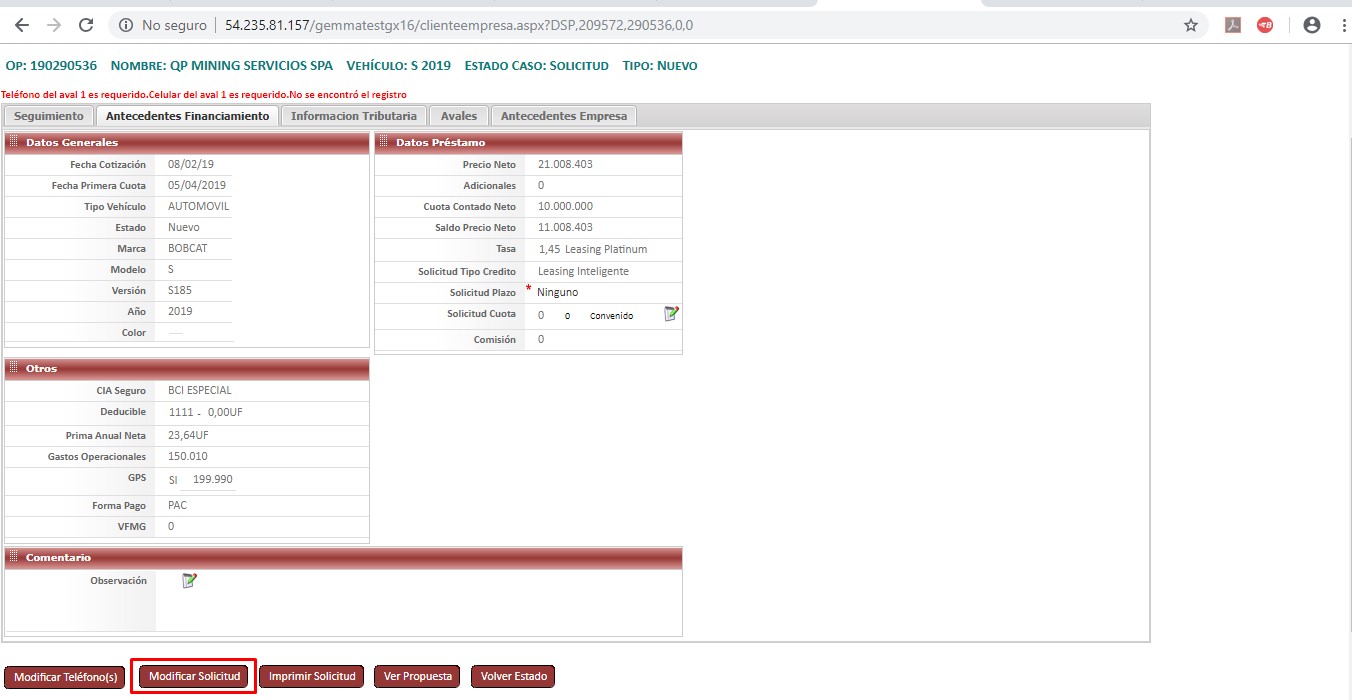 No seguro | 54.235.81.157/gemmatestgx16/clienteempresa.aspx?DSP,209572,290536,0,0
OP: 190290536 NOMBRE: QP MINING SERVICIOS SPA VEHÍCULO: S 2019 ESTADO CASO: SOLICITUD TIPO: NUEVO
Teléfono del aval 1 es requerido.Celular del aval 1 es requerido.No se encontró el registro
Seguimiento Antecedentes Financiamiento Informacion Tributaria Avales Antecedentes Empresa
Datos Generales
Fecha Cotización 08/02/19
Fecha Primera Cuota 05/04/2019
Tipo Vehículo AUTOMOVIL
Estado Nuevo
Marca BOBCAT
Modelo S
Versión S185
Año 2019
Color
Datos Préstamo
Precio Neto 21.008.403
Adicionales 0
Cuota Contado Neto 10.000.000
Saldo Precio Neto 11.008.403
Tasa 1,45 Leasing Platinum
Solicitud Tipo Credito Leasing Inteligente
Solicitud Plazo * Ninguno
Solicitud Cuota 0 0 Convenido
Comisión 0
Otros
CIA Seguro BCI ESPECIAL
Deducible 1111 - 0,00UF
Prima Anual Neta 23,64UF
Gastos Operacionales 150.010
GPS SI 199.990
Forma Pago PAC
VFMG 0
Comentario
Observación
Modificar Teléfono(s) Modificar Solicitud Imprimir Solicitud Ver Propuesta Volver Estado